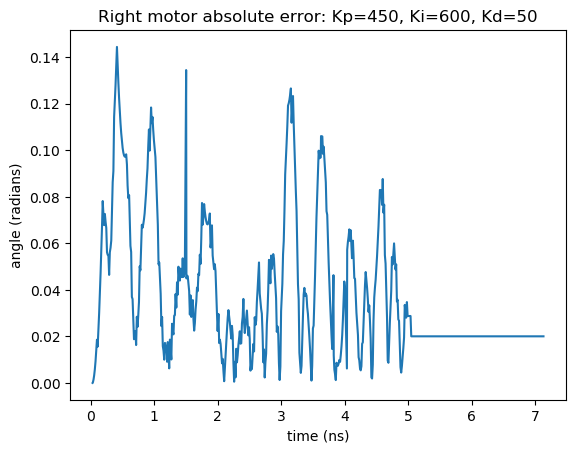 Right motor absolute error: Kp=450, Ki=600, Kd=50
0.14
0.12
0.10
0.08
0.06
0.04
0.02
0.00
angle (radians)
0 1 2 3 4 5 6 7
time (ns)